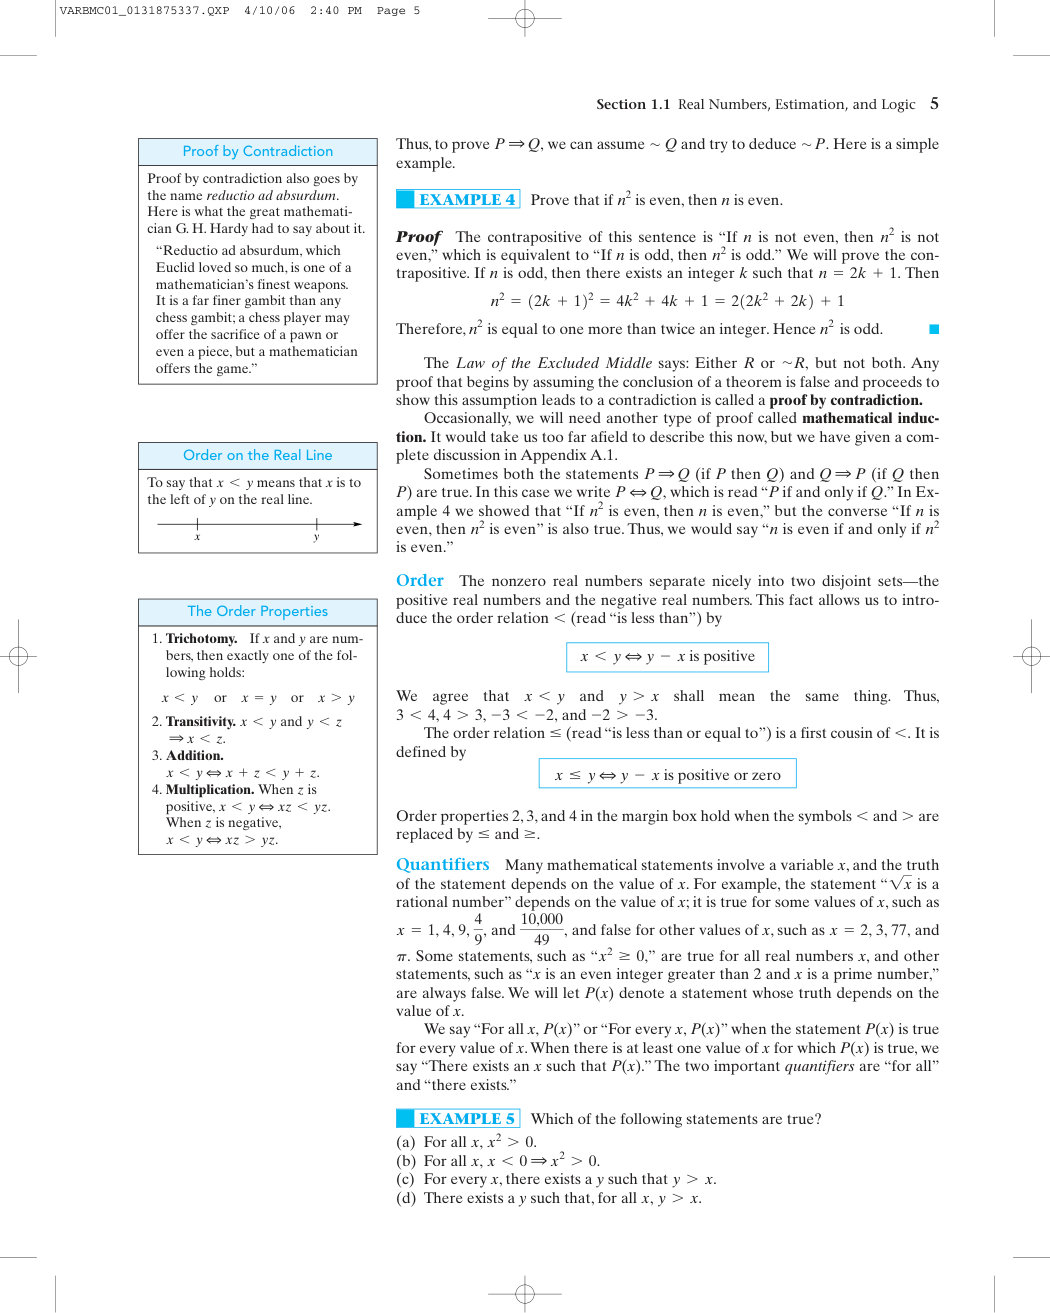 VARBMC01_0131875337.QXP 4/10/06 2:40 PM Page 5
Section 1.1 Real Numbers, Estimation, and Logic 5
Proof by Contradiction
Proof by contradiction also goes by
the name reductio ad absurdum.
Here is what the great mathemati-
cian G. H. Hardy had to say about it.
“Reductio ad absurdum, which
Euclid loved so much, is one of a
mathematician’s finest weapons.
It is a far finer gambit than any
chess gambit; a chess player may
offer the sacrifice of a pawn or
even a piece, but a mathematician
offers the game.”
Order on the Real Line
To say that x < y means that x is to
the left of y on the real line.
x y
The Order Properties
1. Trichotomy. If x and y are num-
bers, then exactly one of the fol-
lowing holds:
x < y or x = y or x > y
2. Transitivity. x < y and y < z
⇒ x < z.
3. Addition.
x < y ⇔ x + z < y + z.
4. Multiplication. When z is
positive, x < y ⇔ xz < yz.
When z is negative,
x < y ⇔ xz > yz.
Thus, to prove P ⇒ Q, we can assume ~ Q and try to deduce ~ P. Here is a simple
example.
EXAMPLE 4 Prove that if n² is even, then n is even.
Proof The contrapositive of this sentence is “If n is not even, then n² is not
even,” which is equivalent to “If n is odd, then n² is odd.” We will prove the con-
trapositive. If n is odd, then there exists an integer k such that n = 2k + 1. Then
n² = (2k + 1)² = 4k² + 4k + 1 = 2(2k² + 2k) + 1
Therefore, n² is equal to one more than twice an integer. Hence n² is odd.
The Law of the Excluded Middle says: Either R or ~R, but not both. Any
proof that begins by assuming the conclusion of a theorem is false and proceeds to
show this assumption leads to a contradiction is called a proof by contradiction.
Occasionally, we will need another type of proof called mathematical induc-
tion. It would take us too far afield to describe this now, but we have given a com-
plete discussion in Appendix A.1.
Sometimes both the statements P ⇒ Q (if P then Q) and Q ⇒ P (if Q then
P) are true. In this case we write P ⇔ Q, which is read “P if and only if Q.” In Ex-
ample 4 we showed that “If n² is even, then n is even,” but the converse “If n is
even, then n² is even” is also true. Thus, we would say “n is even if and only if n²
is even.”
Order The nonzero real numbers separate nicely into two disjoint sets—the
positive real numbers and the negative real numbers. This fact allows us to intro-
duce the order relation < (read “is less than”) by
x < y ⇔ y − x is positive
We agree that x < y and y > x shall mean the same thing. Thus,
3 < 4, 4 > 3, −3 < −2, and −2 > −3.
The order relation ≤ (read “is less than or equal to”) is a first cousin of <. It is
defined by
x ≤ y ⇔ y − x is positive or zero
Order properties 2, 3, and 4 in the margin box hold when the symbols < and > are
replaced by ≤ and ≥.
Quantifiers Many mathematical statements involve a variable x, and the truth
of the statement depends on the value of x. For example, the statement “√x is a
rational number” depends on the value of x; it is true for some values of x, such as
x = 1, 4, 9, 4/9, and 10,000/49, and false for other values of x, such as x = 2, 3, 77, and
π. Some statements, such as “x² ≥ 0,” are true for all real numbers x, and other
statements, such as “x is an even integer greater than 2 and x is a prime number,”
are always false. We will let P(x) denote a statement whose truth depends on the
value of x.
We say “For all x, P(x)” or “For every x, P(x)” when the statement P(x) is true
for every value of x. When there is at least one value of x for which P(x) is true, we
say “There exists an x such that P(x).” The two important quantifiers are “for all”
and “there exists.”
EXAMPLE 5 Which of the following statements are true?
(a) For all x, x² > 0.
(b) For all x, x < 0 ⇒ x² > 0.
(c) For every x, there exists a y such that y > x.
(d) There exists a y such that, for all x, y > x.